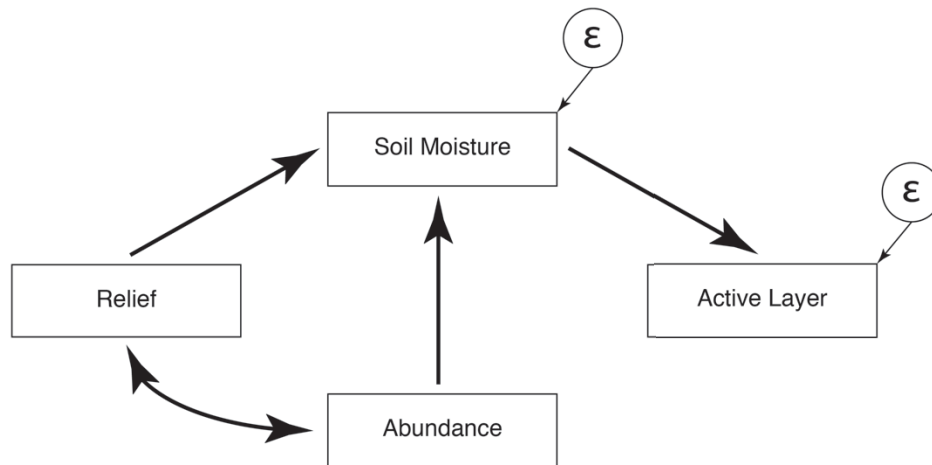 ε
Soil Moisture
ε
Relief
Active Layer
Abundance